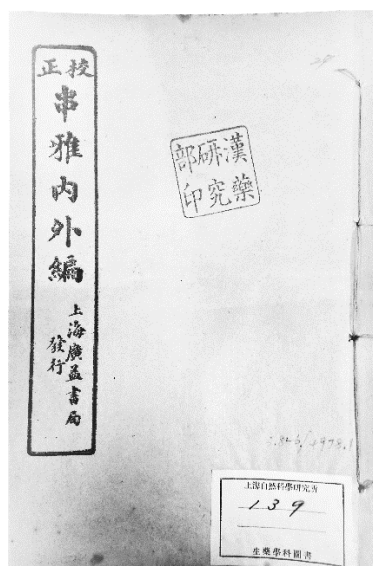 校正
串雅内外編
上海廣益書局
發行
漢藥
研究
部印
上海自然科學研究所
139
生藥學科圖書